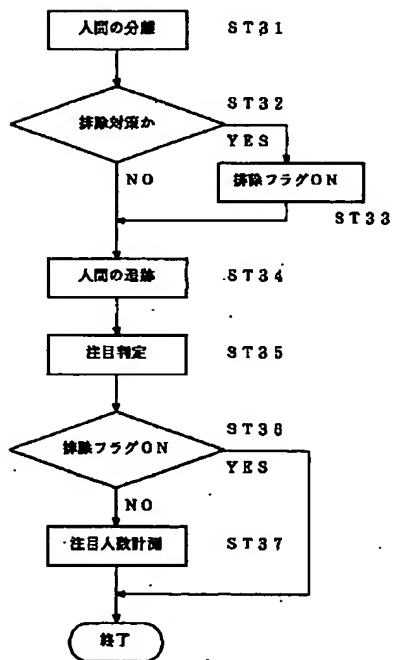 人間の分離 ST31
ST32
排除対策か
YES
NO
排除フラグON
ST33
人間の追跡 ST34
注目判定 ST35
ST36
排除フラグON
YES
NO
注目人数計測 ST37
終了